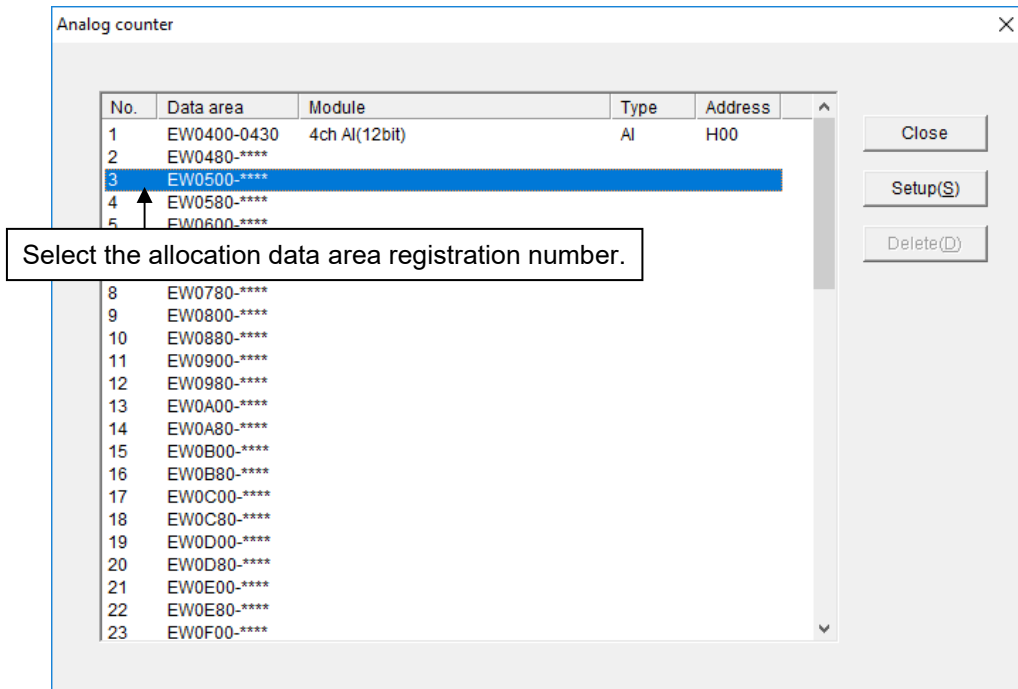 Analog counter
No. Data area Module Type Address
1 EW0400-0430 4ch AI(12bit) AI H00
2 EW0480-****
3 EW0500-****
4 EW0580-****
5 EW0600-****
Select the allocation data area registration number.
8 EW0780-****
9 EW0800-****
10 EW0880-****
11 EW0900-****
12 EW0980-****
13 EW0A00-****
14 EW0A80-****
15 EW0B00-****
16 EW0B80-****
17 EW0C00-****
18 EW0C80-****
19 EW0D00-****
20 EW0D80-****
21 EW0E00-****
22 EW0E80-****
23 EW0F00-****
Close
Setup(S)
Delete(D)